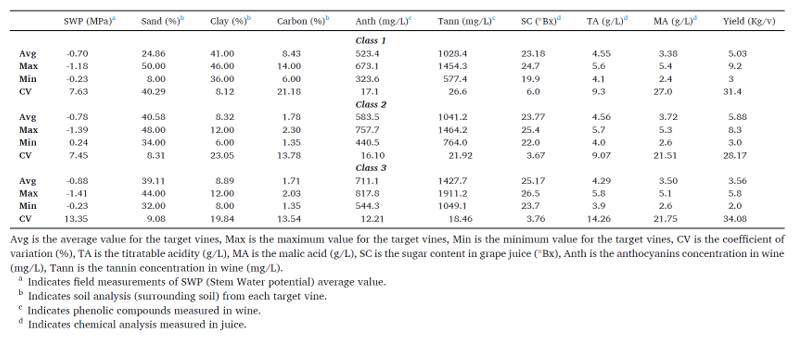 SWP (MPa)a Sand (%)b Clay (%)b Carbon (%)b Anth (mg/L)c Tann (mg/L)c SC (°Bx)d TA (g/L)d MA (g/L)d Yield (Kg/v)
Class 1
Avg -0.70 24.86 41.00 8.43 523.4 1028.4 23.18 4.55 3.38 5.03
Max -1.18 50.00 46.00 14.00 673.1 1454.3 24.7 5.6 5.4 9.2
Min -0.23 8.00 36.00 6.00 323.6 577.4 19.9 4.1 2.4 3
CV 7.63 40.29 8.12 21.18 17.1 26.6 6.0 9.3 27.0 31.4
Class 2
Avg -0.78 40.58 8.32 1.78 583.5 1041.2 23.77 4.56 3.72 5.88
Max -1.39 48.00 12.00 2.30 757.7 1464.2 25.4 5.7 5.3 8.3
Min 0.24 34.00 6.00 1.35 440.5 764.0 22.0 4.0 2.6 3.0
CV 7.45 8.31 23.05 13.78 16.10 21.92 3.67 9.07 21.51 28.17
Class 3
Avg -0.88 39.11 8.89 1.71 711.1 1427.7 25.17 4.29 3.50 3.56
Max -1.41 44.00 12.00 2.03 817.8 1911.2 26.5 5.8 5.1 5.8
Min -0.23 32.00 8.00 1.35 544.3 1049.1 23.7 3.9 2.6 2.0
CV 13.35 9.08 19.84 13.54 12.21 18.46 3.76 14.26 21.75 34.08
Avg is the average value for the target vines, Max is the maximum value for the target vines, Min is the minimum value for the target vines, CV is the coefficient of
variation (%), TA is the titratable acidity (g/L), MA is the malic acid (g/L), SC is the sugar content in grape juice (°Bx), Anth is the anthocyanins concentration in wine
(mg/L), Tann is the tannin concentration in wine (mg/L).
a Indicates field measurements of SWP (Stem Water potential) average value.
b Indicates soil analysis (surrounding soil) from each target vine.
c Indicates phenolic compounds measured in wine.
d Indicates chemical analysis measured in juice.